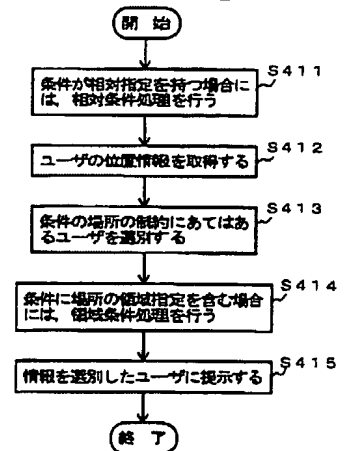 開 始
S411
条件が相対指定を持つ場合に
は，相対条件処理を行う
S412
ユーザの位置情報を取得する
S413
条件の場所の制約にあてはあ
るユーザを選別する
S414
条件に場所の領域指定を含む場合
には，領域条件処理を行う
S415
情報を選別したユーザに提示する
終 了